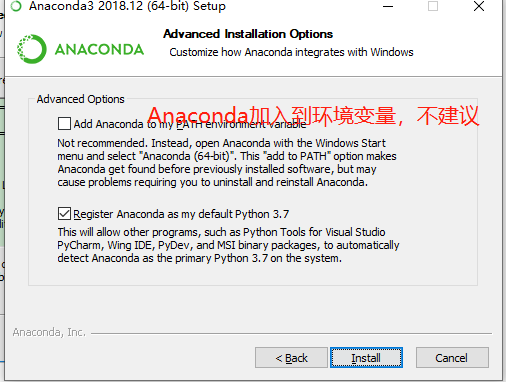 Anaconda3 2018.12 (64-bit) Setup
ANACONDA
Advanced Installation Options
Customize how Anaconda integrates with Windows
Advanced Options
Anaconda加入到环境变量，不建议
Add Anaconda to my PATH environment variable
Not recommended. Instead, open Anaconda with the Windows Start
menu and select "Anaconda (64-bit)". This "add to PATH" option makes
Anaconda get found before previously installed software, but may
cause problems requiring you to uninstall and reinstall Anaconda.
Register Anaconda as my default Python 3.7
This will allow other programs, such as Python Tools for Visual Studio
PyCharm, Wing IDE, PyDev, and MSI binary packages, to automatically
detect Anaconda as the primary Python 3.7 on the system.
Anaconda, Inc.
< Back
Install
Cancel